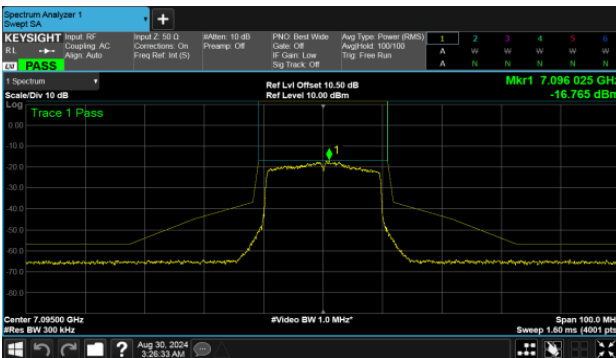 Spectrum Analyzer 1
Swept SA
+
KEYSIGHT Input: RF Input Z: 50 Ω #Atten: 10 dB PNO: Best Wide Avg Type: Power (RMS) 1 2 3 4 5 6
RL Coupling: AC Corrections: On Preamp: Off Gate: Off Avg|Hold: 100/100 A W W W W W
Align: Auto Freq Ref: Int (S) IF Gain: Low Trig: Free Run
LXI PASS Sig Track: Off A N N N N N
1 Spectrum Ref Lvl Offset 10.50 dB Mkr1 7.096 025 GHz
Scale/Div 10 dB Ref Level 10.00 dBm -16.765 dBm
Log
Trace 1 Pass
0.00
-10.0
1
-20.0
-30.0
-40.0
-50.0
-60.0
-70.0
-80.0
Center 7.09500 GHz #Video BW 1.0 MHz* Span 100.0 MHz
#Res BW 300 kHz Sweep 1.60 ms (4001 pts)
? Aug 30, 2024
3:26:33 AM